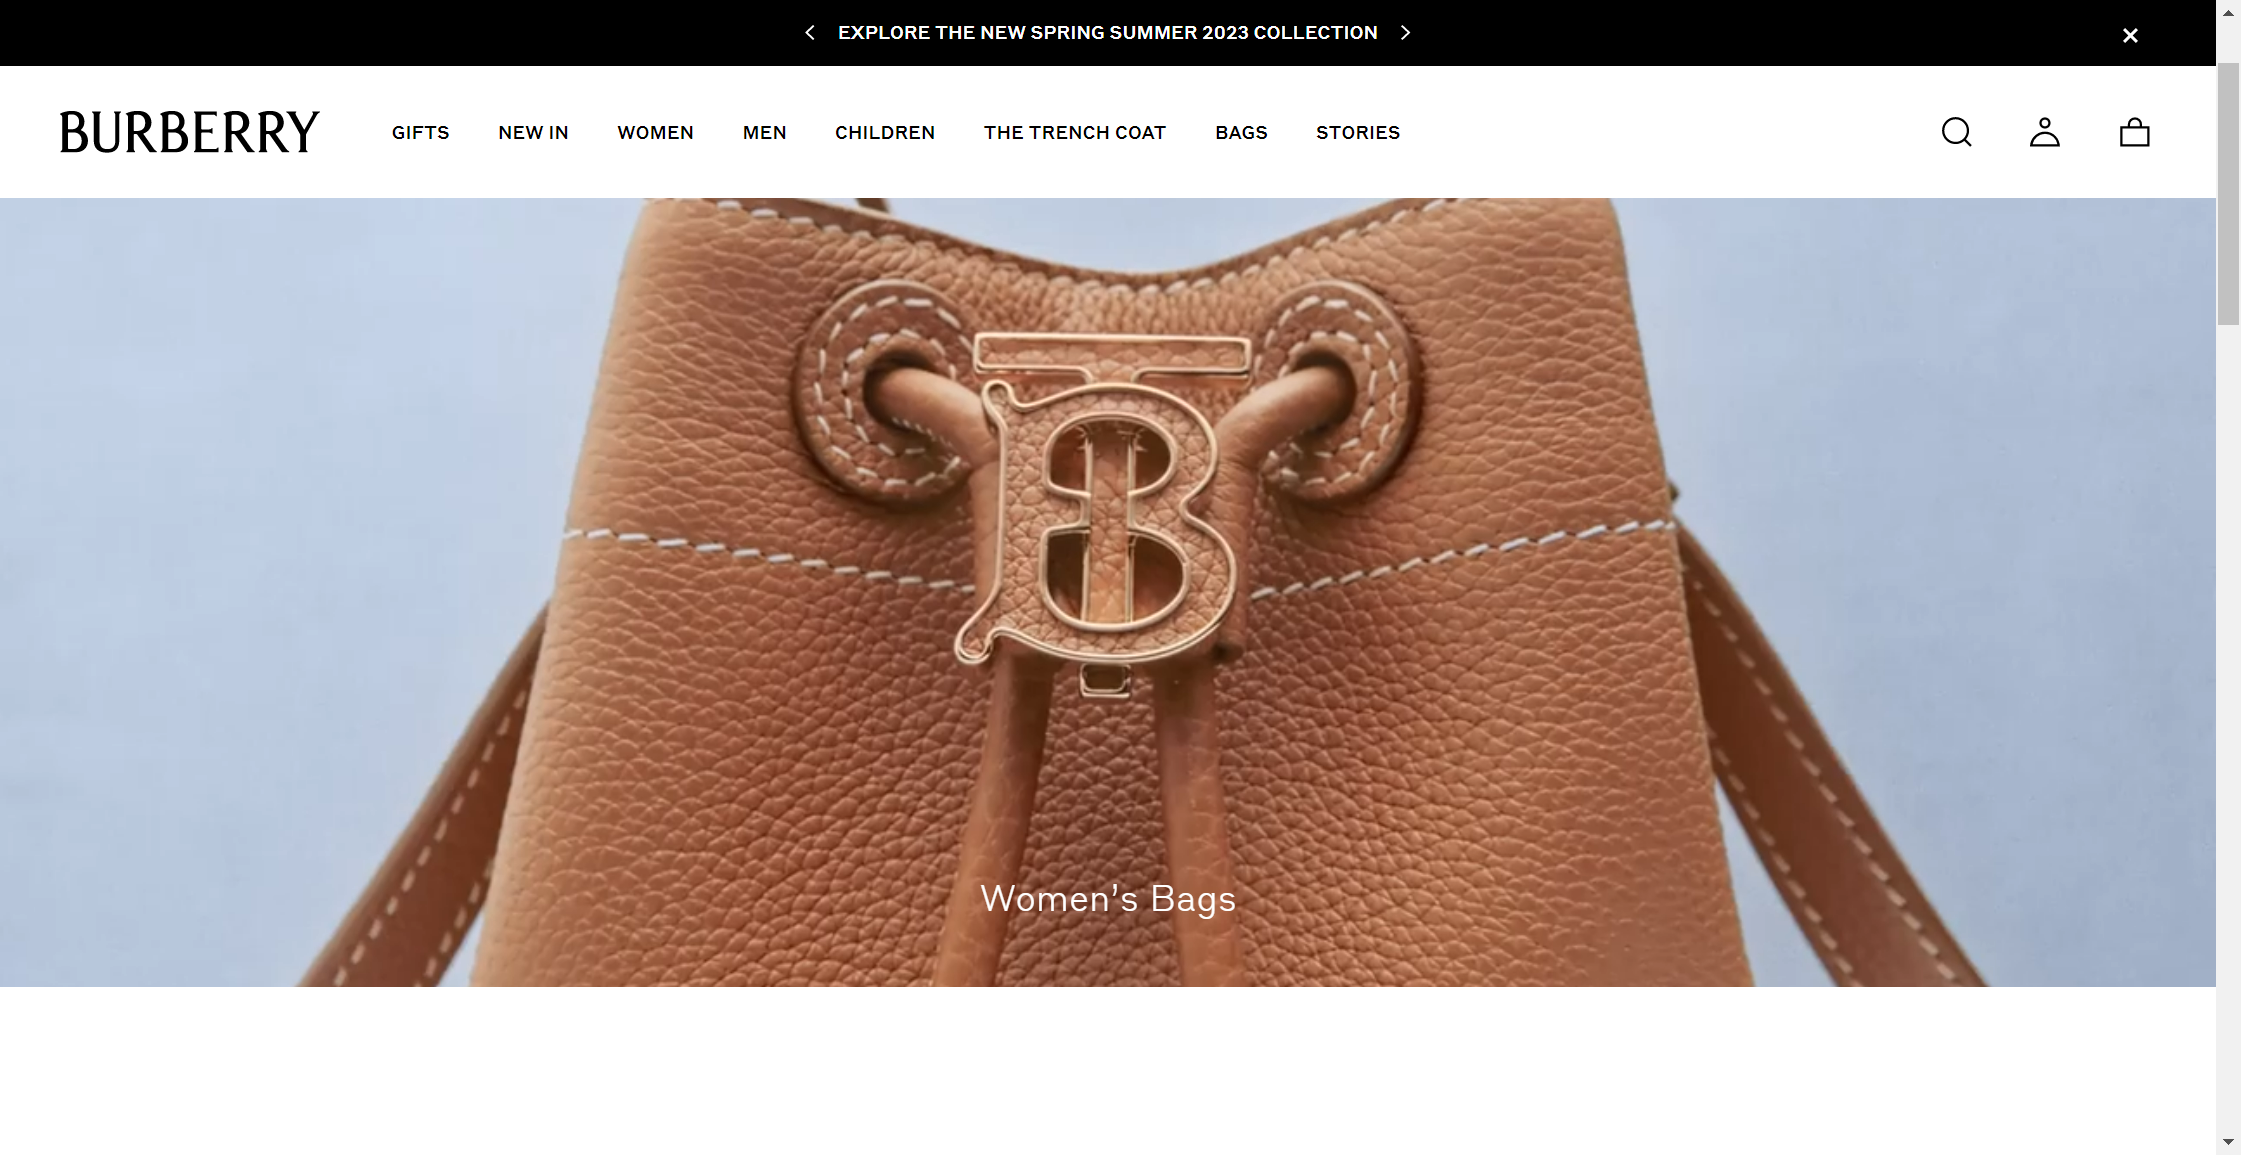 EXPLORE THE NEW SPRING SUMMER 2023 COLLECTION
BURBERRY GIFTS NEW IN WOMEN MEN CHILDREN THE TRENCH COAT BAGS STORIES
TB
Women's Bags